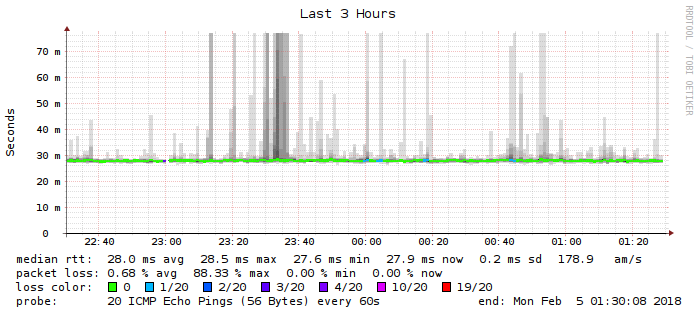 Last 3 Hours
RRDTOOL / TOBI OETIKER
Seconds
70 m
60 m
50 m
40 m
30 m
20 m
10 m
0
22:40 23:00 23:20 23:40 00:00 00:20 00:40 01:00 01:20
median rtt: 28.0 ms avg 28.5 ms max 27.6 ms min 27.9 ms now 0.2 ms sd 178.9 am/s
packet loss: 0.68 % avg 88.33 % max 0.00 % min 0.00 % now
loss color: 0 1/20 2/20 3/20 4/20 10/20 19/20
probe: 20 ICMP Echo Pings (56 Bytes) every 60s end: Mon Feb 5 01:30:08 2018